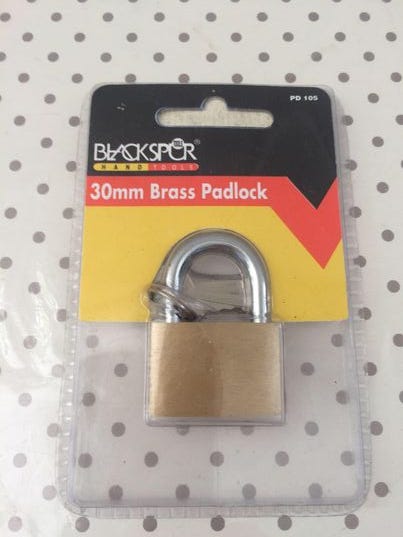 PD 105
BLACKSPUR®
HAND TOOLS
30mm Brass Padlock